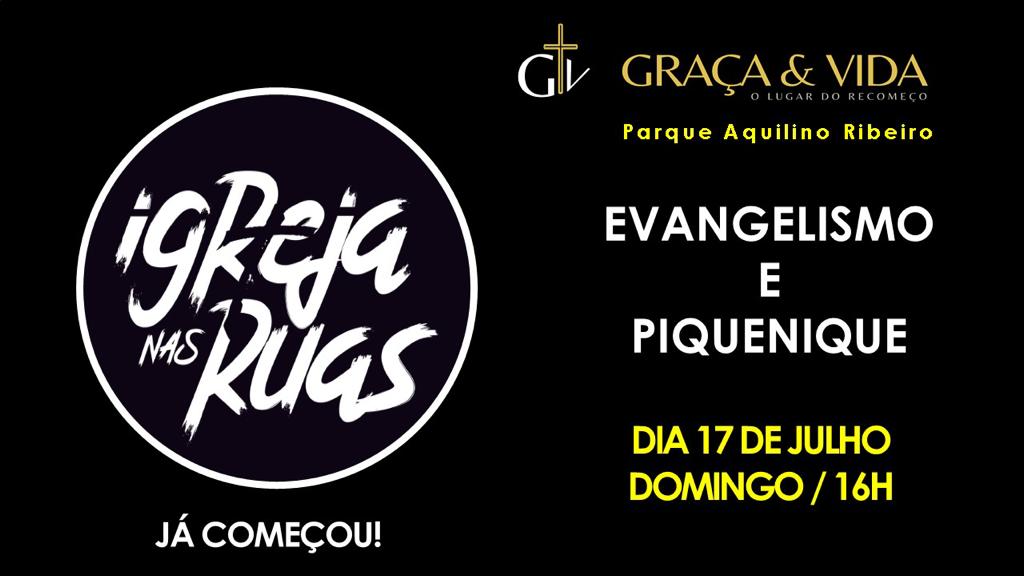 GV GRAÇA & VIDA
O LUGAR DO RECOMEÇO
Parque Aquilino Ribeiro
igReja
NAS RUAS
JÁ COMEÇOU!
EVANGELISMO
E
PIQUENIQUE
DIA 17 DE JULHO
DOMINGO / 16H